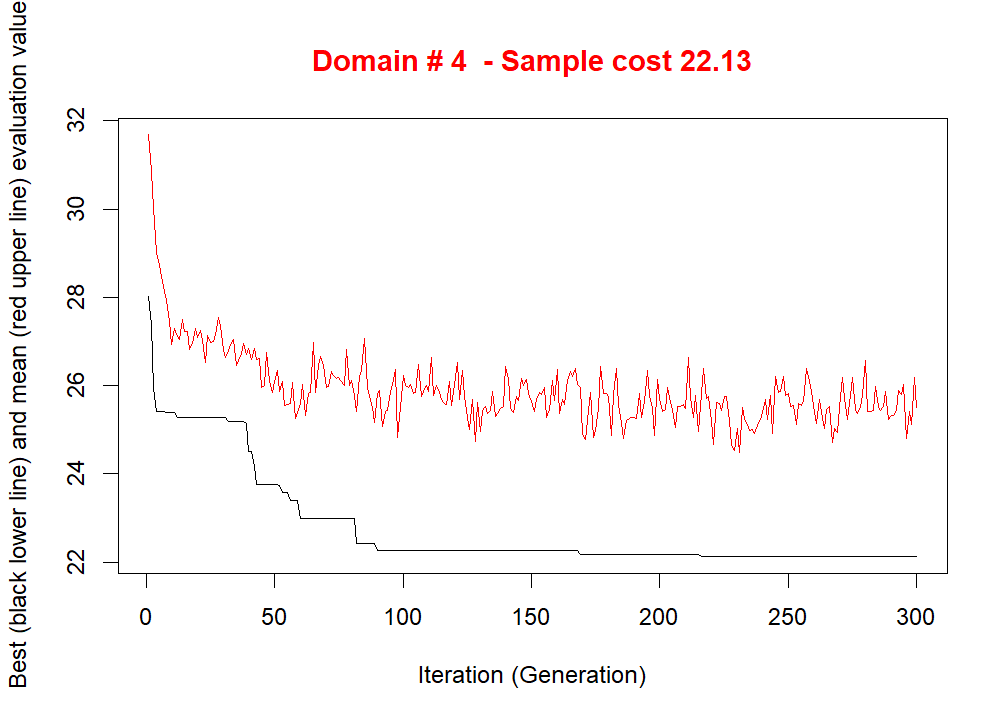 Domain # 4  - Sample cost 22.13
Best (black lower line) and mean (red upper line) evaluation value
32
30
28
26
24
22
0 50 100 150 200 250 300
Iteration (Generation)